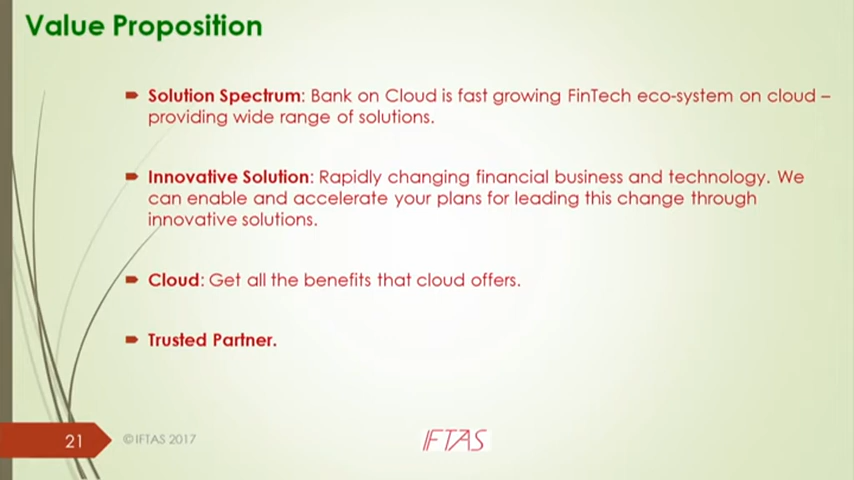 Value Proposition
Solution Spectrum: Bank on Cloud is fast growing FinTech eco-system on cloud –
providing wide range of solutions.
Innovative Solution: Rapidly changing financial business and technology. We
can enable and accelerate your plans for leading this change through
innovative solutions.
Cloud: Get all the benefits that cloud offers.
Trusted Partner.
21
© IFTAS 2017
IFTAS